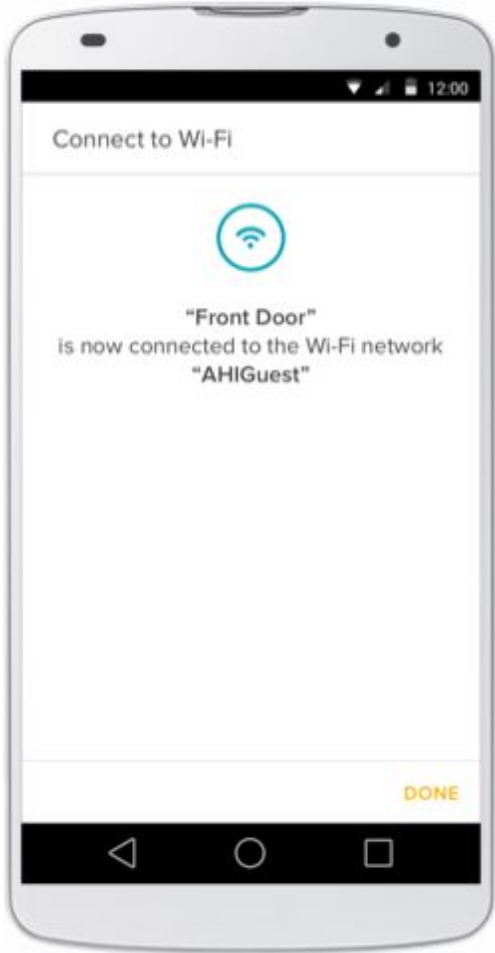 12:00
Connect to Wi-Fi
“Front Door”
is now connected to the Wi-Fi network
“AHIGuest”
DONE